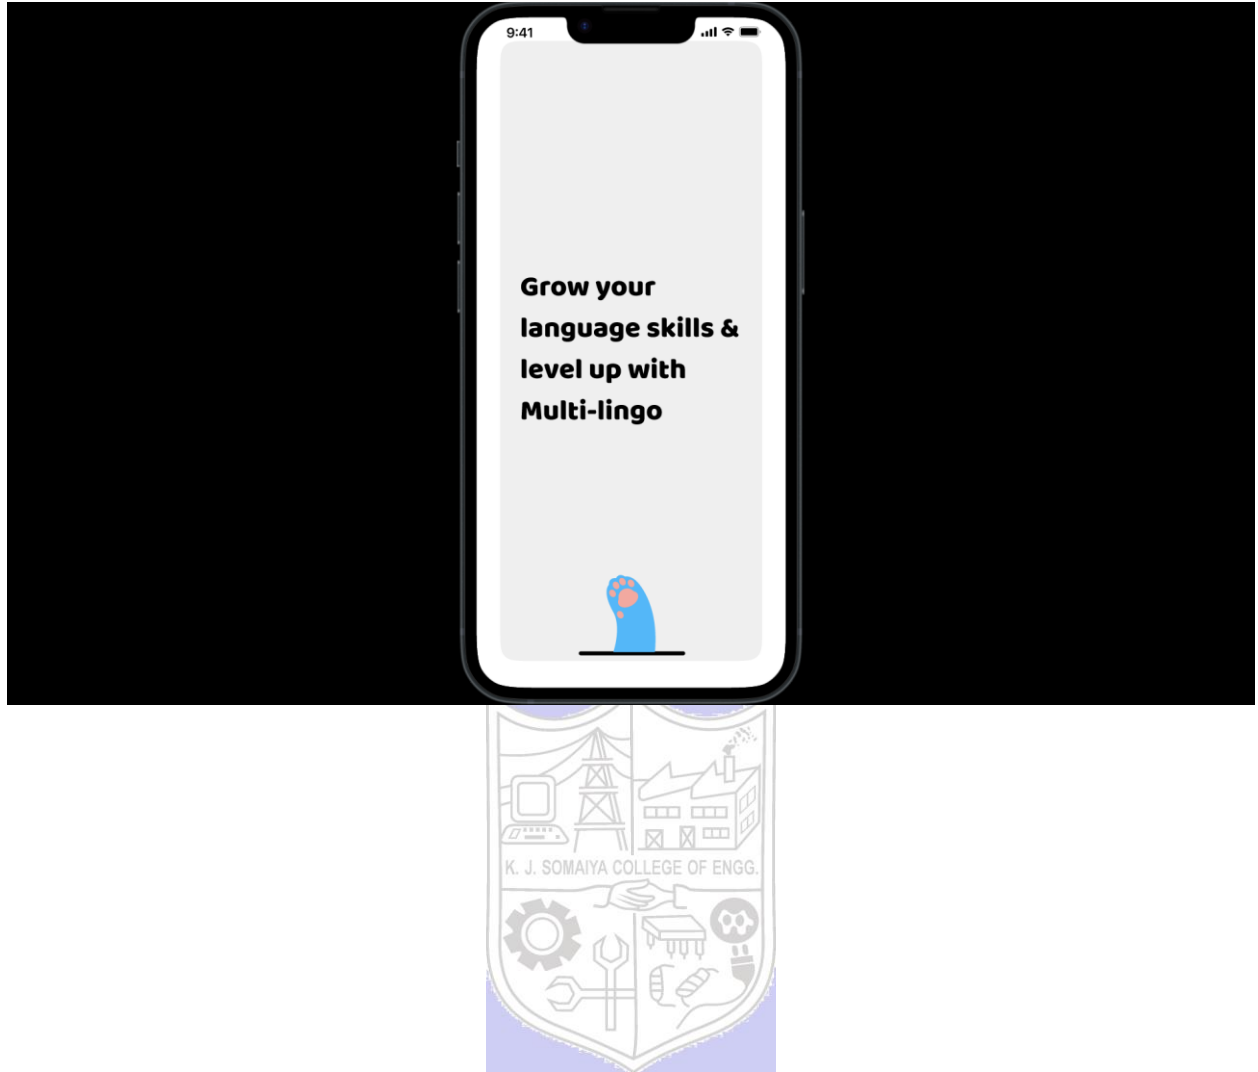 9:41
Grow your
language skills &
level up with
Multi-lingo
K. J. SOMAIYA COLLEGE OF ENGG.